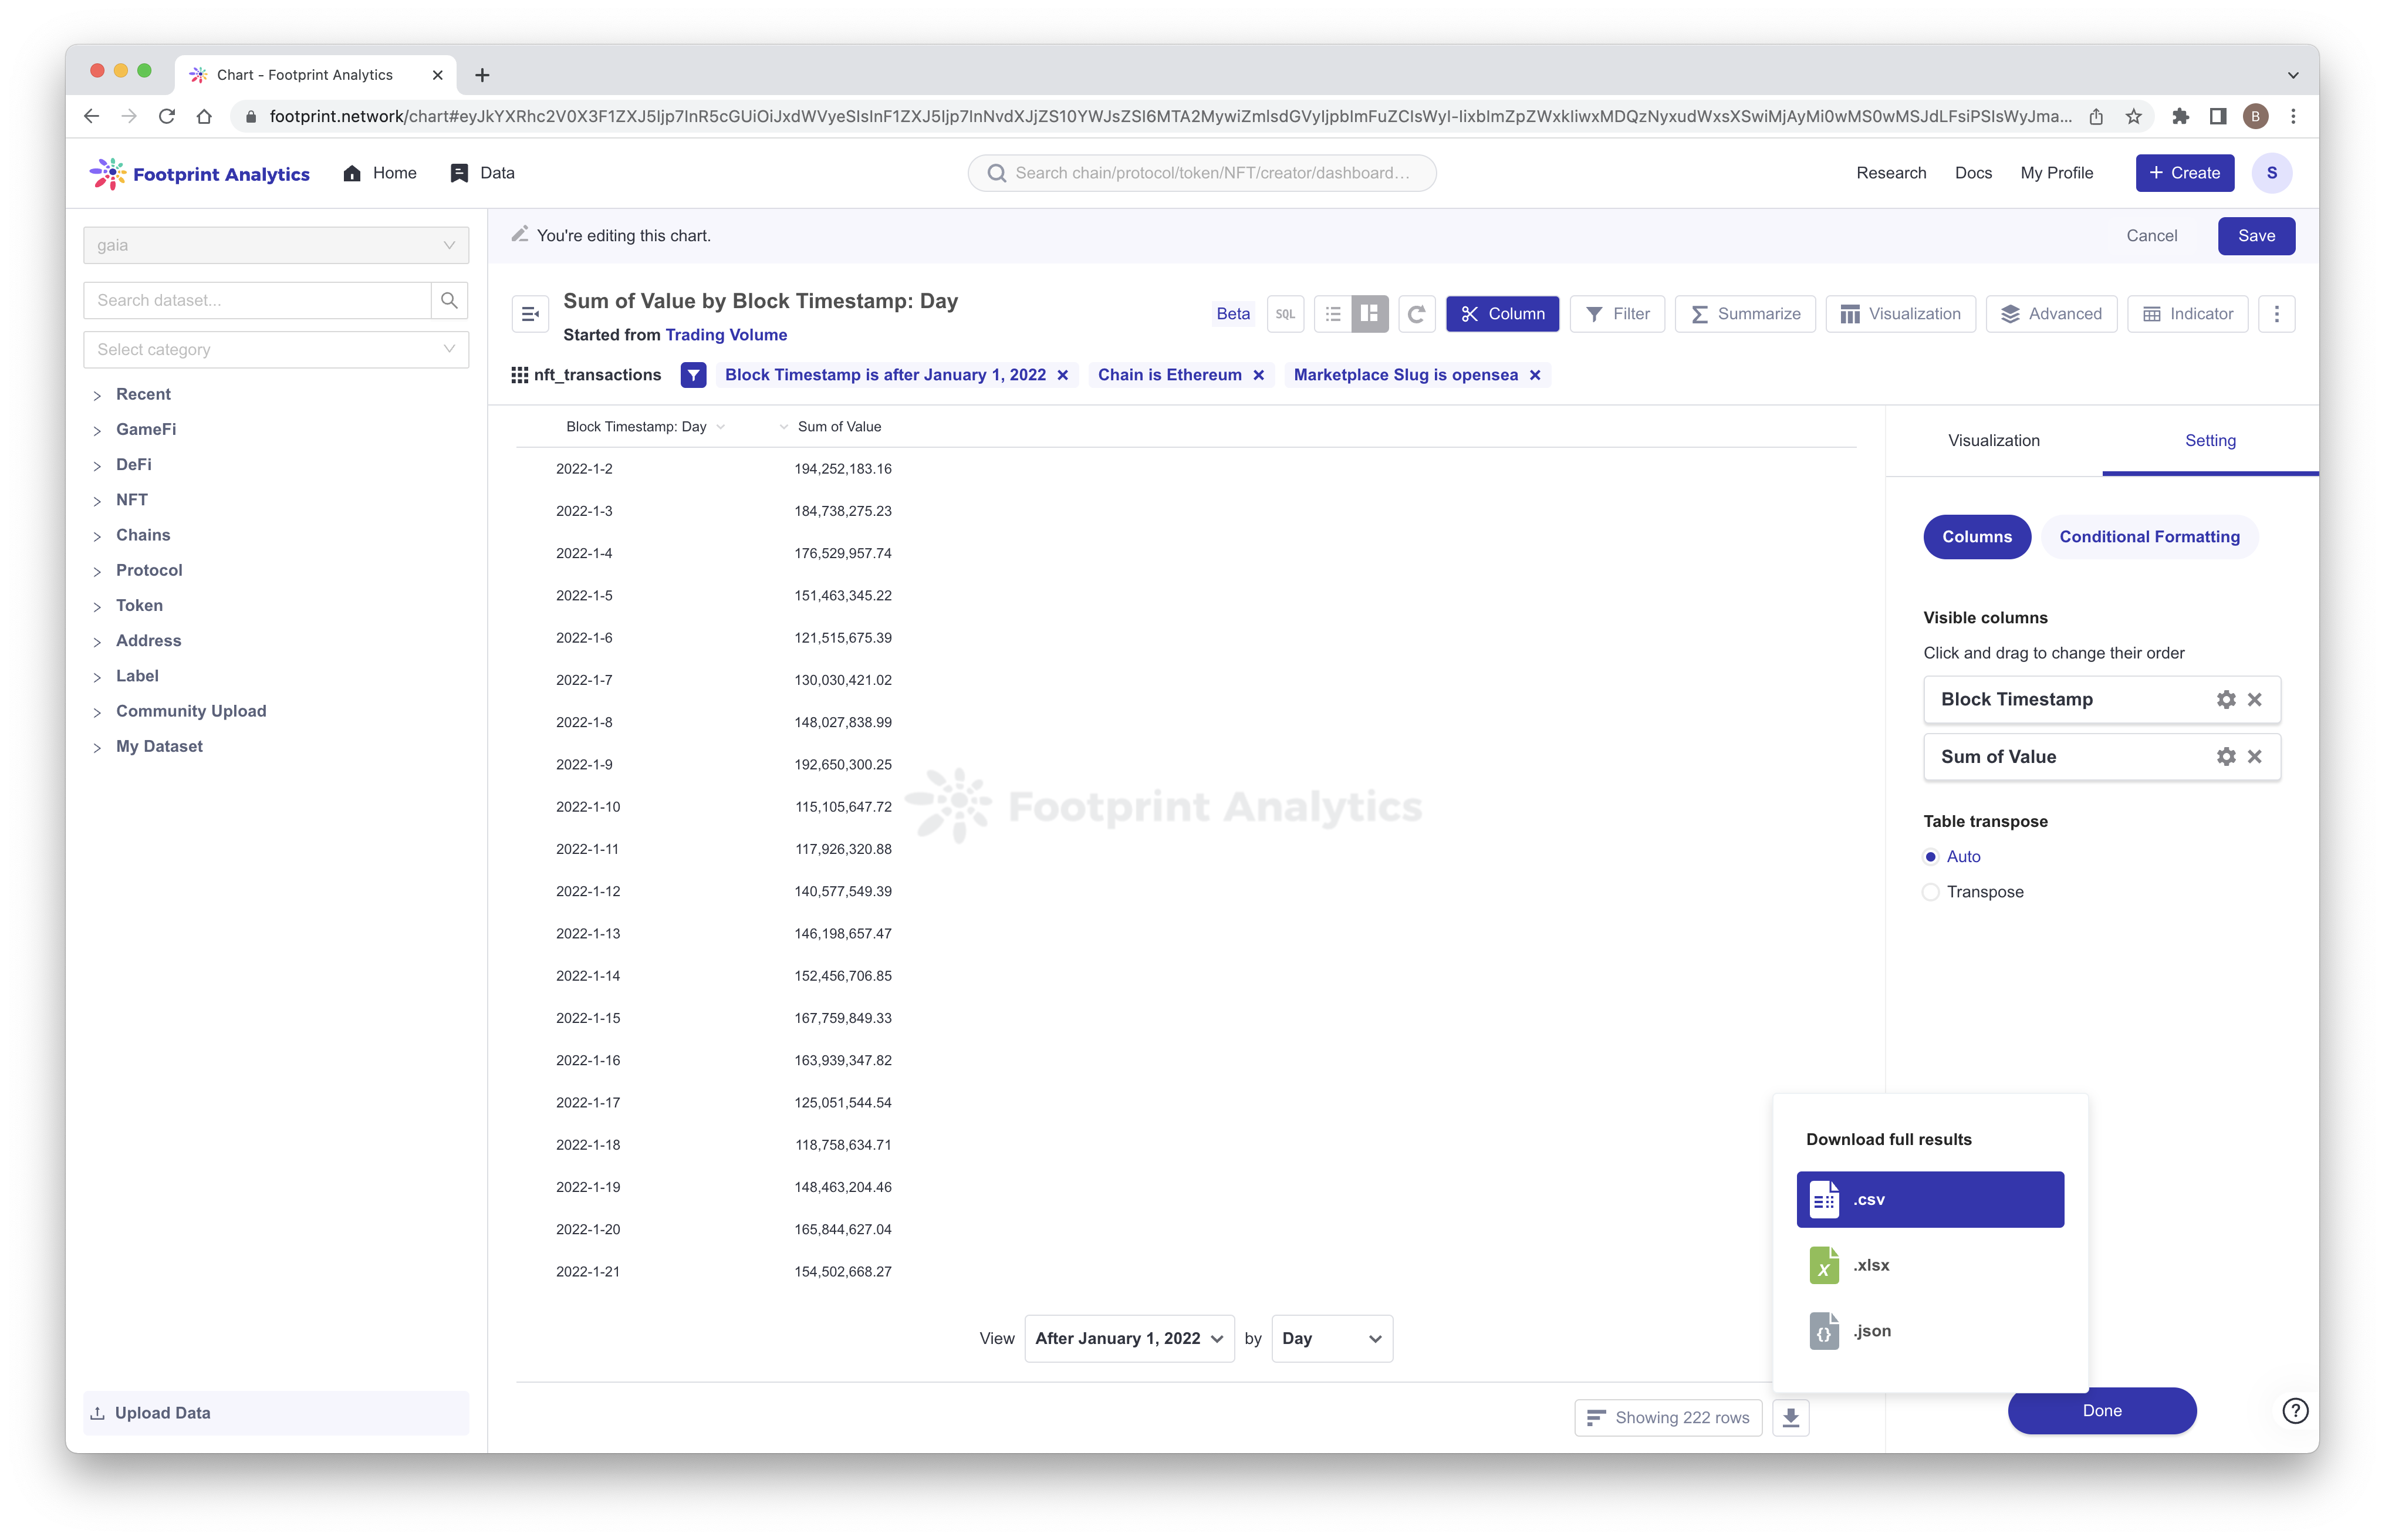 Chart - Footprint Analytics
footprint.network/chart#eyJkYXRhc2V0X3F1ZXJ5Ijp7InR5cGUiOiJxdWVyeSIsInF1ZXJ5Ijp7InNvdXJjZS10YWJsZSI6MTA2MywiZmlsdGVyIjpbImFuZCIsWyI-IixbImZpZWxkIiwxMDQzNyxudWxsXSwiMjAyMi0wMS0wMSJdLFsiPSIsWyJma...
B
Footprint Analytics
Home
Data
Search chain/protocol/token/NFT/creator/dashboard...
Research
Docs
My Profile
+ Create
S
gaia
Search dataset...
Select category
Recent
GameFi
DeFi
NFT
Chains
Protocol
Token
Address
Label
Community Upload
My Dataset
Upload Data
You're editing this chart.
Cancel
Save
Sum of Value by Block Timestamp: Day
Started from Trading Volume
Beta
SQL
Column
Filter
Summarize
Visualization
Advanced
Indicator
nft_transactions
Block Timestamp is after January 1, 2022
Chain is Ethereum
Marketplace Slug is opensea
Block Timestamp: Day Sum of Value
2022-1-2 194,252,183.16
2022-1-3 184,738,275.23
2022-1-4 176,529,957.74
2022-1-5 151,463,345.22
2022-1-6 121,515,675.39
2022-1-7 130,030,421.02
2022-1-8 148,027,838.99
2022-1-9 192,650,300.25
2022-1-10 115,105,647.72
2022-1-11 117,926,320.88
2022-1-12 140,577,549.39
2022-1-13 146,198,657.47
2022-1-14 152,456,706.85
2022-1-15 167,759,849.33
2022-1-16 163,939,347.82
2022-1-17 125,051,544.54
2022-1-18 118,758,634.71
2022-1-19 148,463,204.46
2022-1-20 165,844,627.04
2022-1-21 154,502,668.27
Footprint Analytics
View After January 1, 2022 by Day
Showing 222 rows
Visualization
Setting
Columns
Conditional Formatting
Visible columns
Click and drag to change their order
Block Timestamp
Sum of Value
Table transpose
Auto
Transpose
Download full results
.csv
.xlsx
.json
Done
?